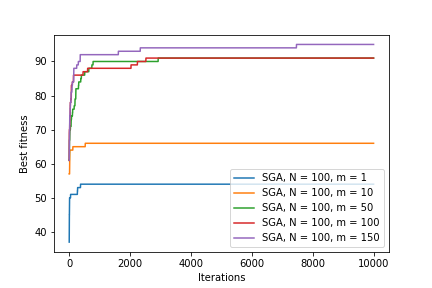 90
80
70
60
50
40
Best fitness
SGA, N = 100, m = 1
SGA, N = 100, m = 10
SGA, N = 100, m = 50
SGA, N = 100, m = 100
SGA, N = 100, m = 150
0 2000 4000 6000 8000 10000
Iterations